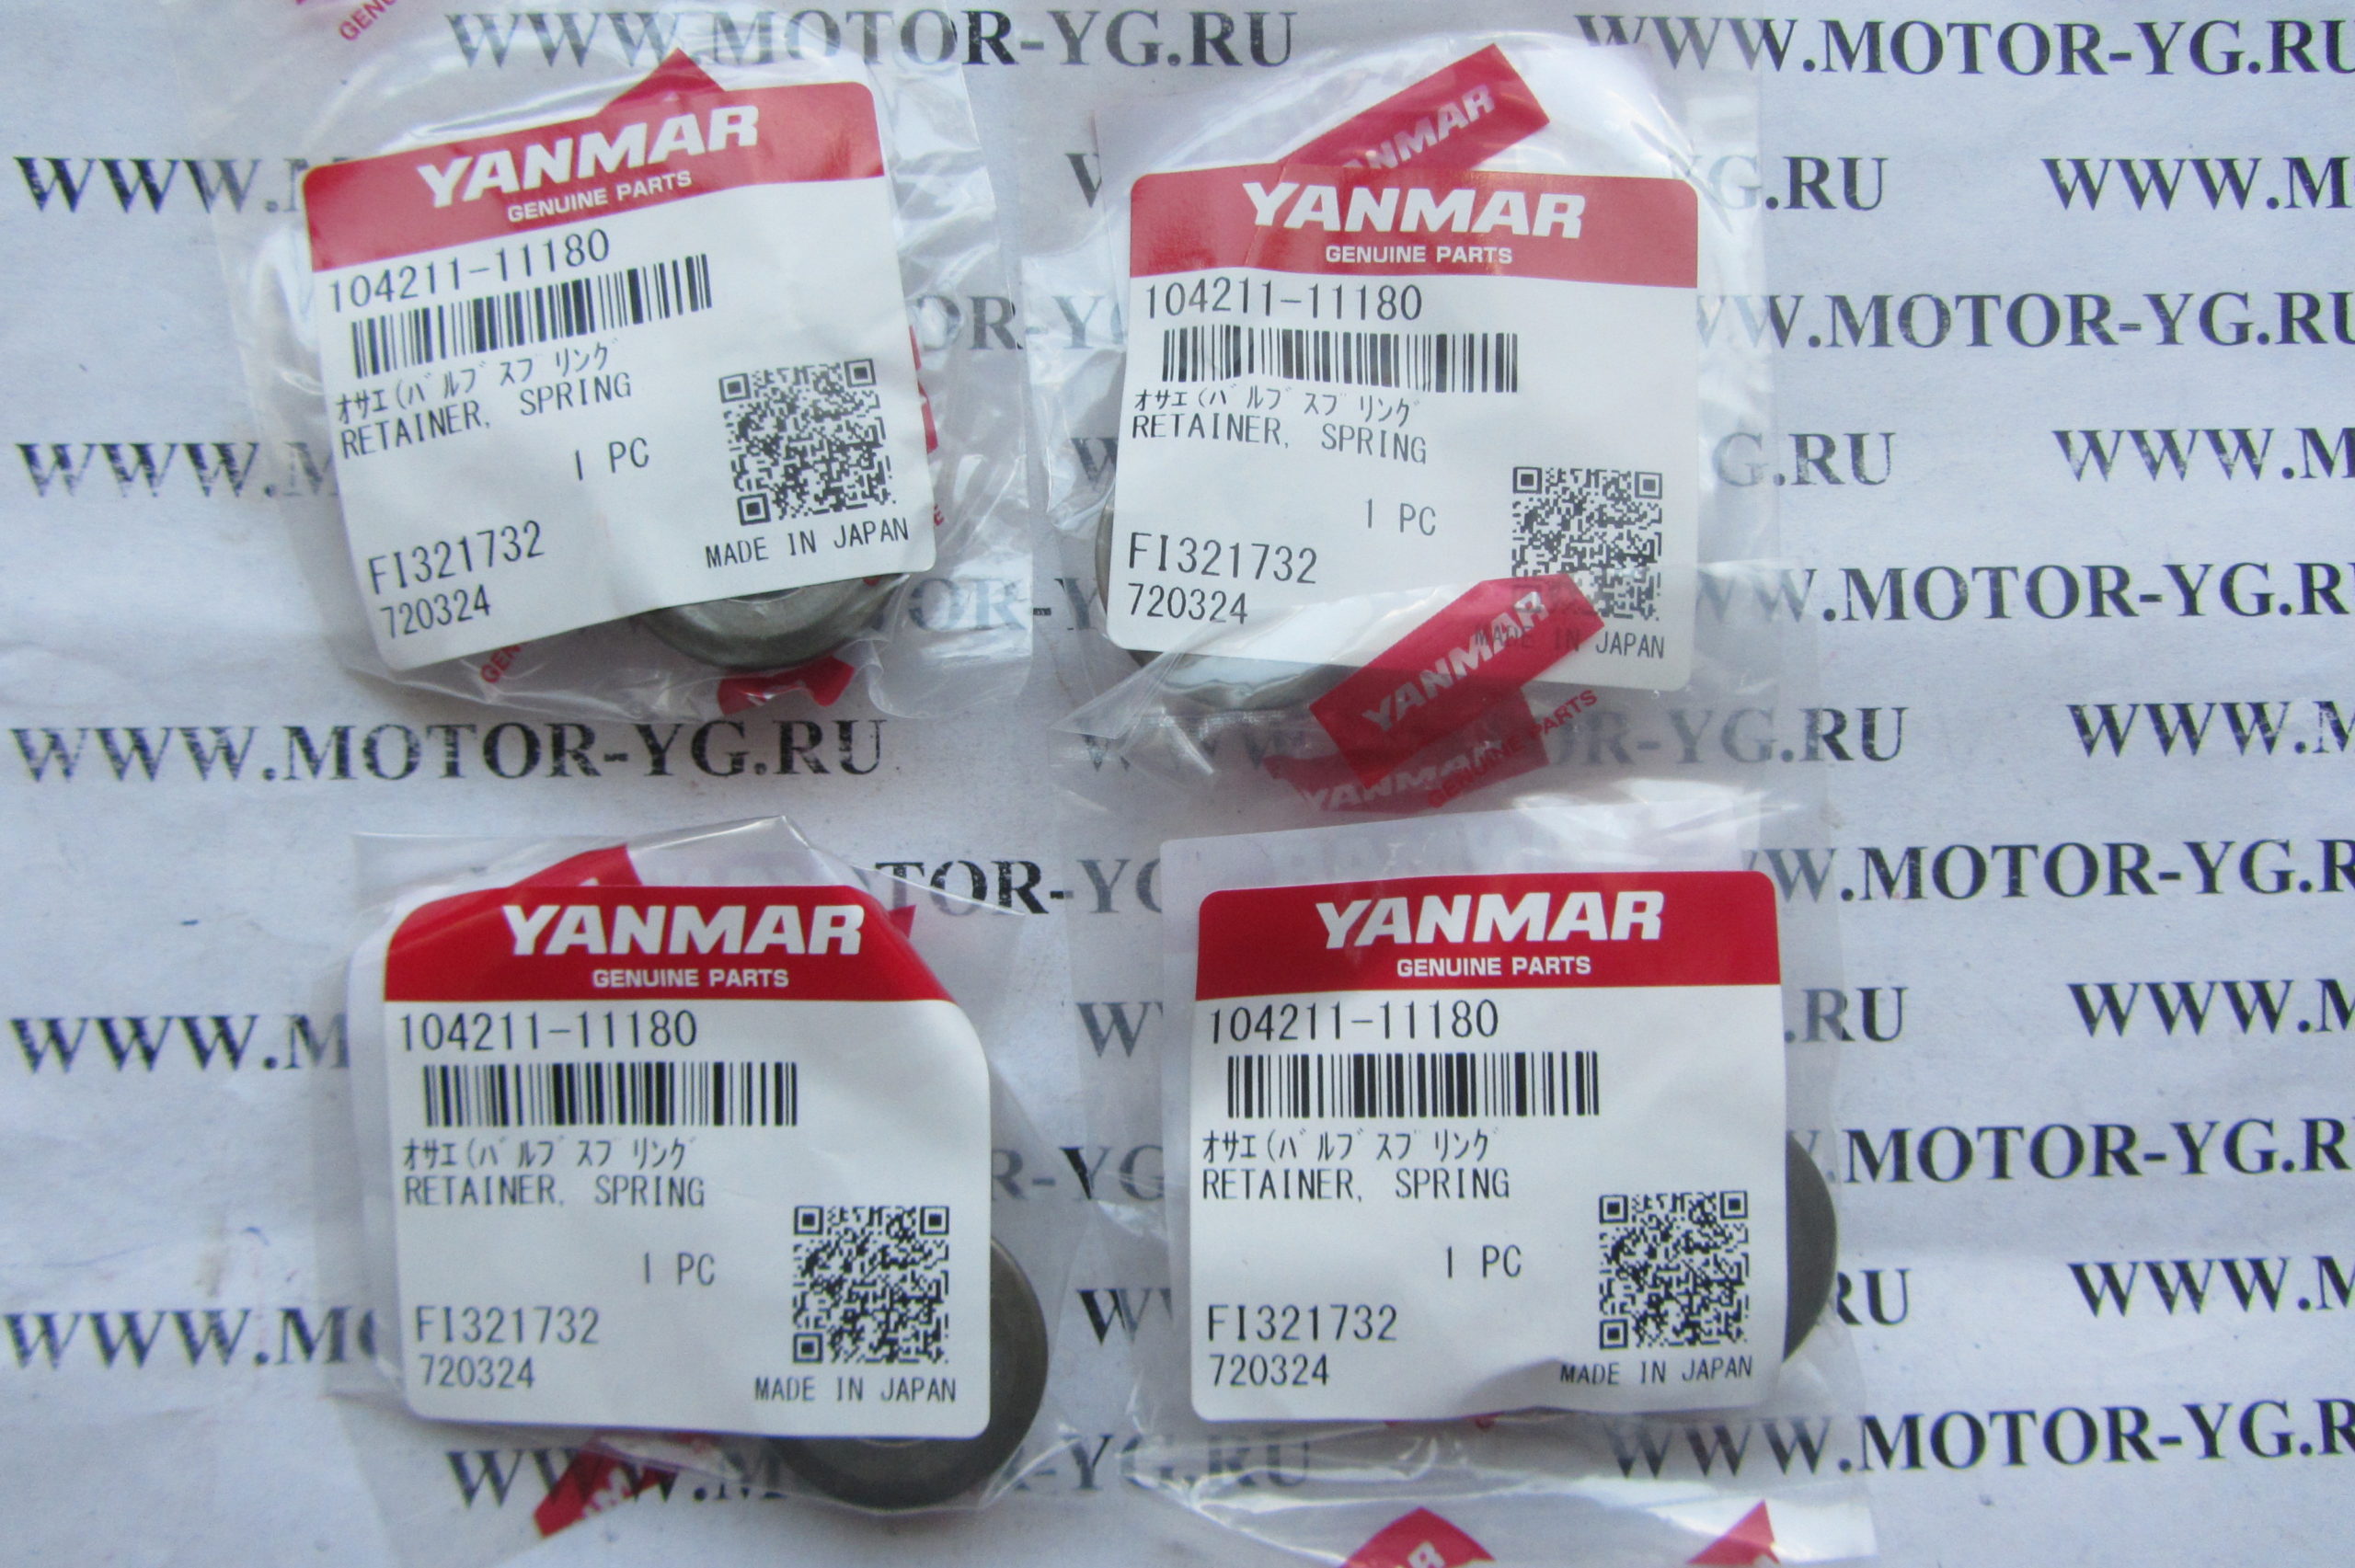 WWW.MOTOR-YG.RU
WWW.MOTOR-YG.RU
YANMAR
GENUINE PARTS
104211-11180
オサエ(バルブスプリング
RETAINER, SPRING
1 PC
FI321732
720324
MADE IN JAPAN
YANMAR
YANMAR
GENUINE PARTS
104211-11180
オサエ(バルブスプリング
RETAINER, SPRING
1 PC
FI321732
720324
MADE IN JAPAN
YANMAR
GENUINE PARTS
YANMAR
WWW.MOTOR-YG.RU
YANMAR
GENUINE PARTS
104211-11180
オサエ(バルブスプリング
RETAINER, SPRING
1 PC
FI321732
720324
MADE IN JAPAN
YANMAR
GENUINE PARTS
104211-11180
オサエ(バルブスプリング
RETAINER, SPRING
1 PC
FI321732
720324
MADE IN JAPAN